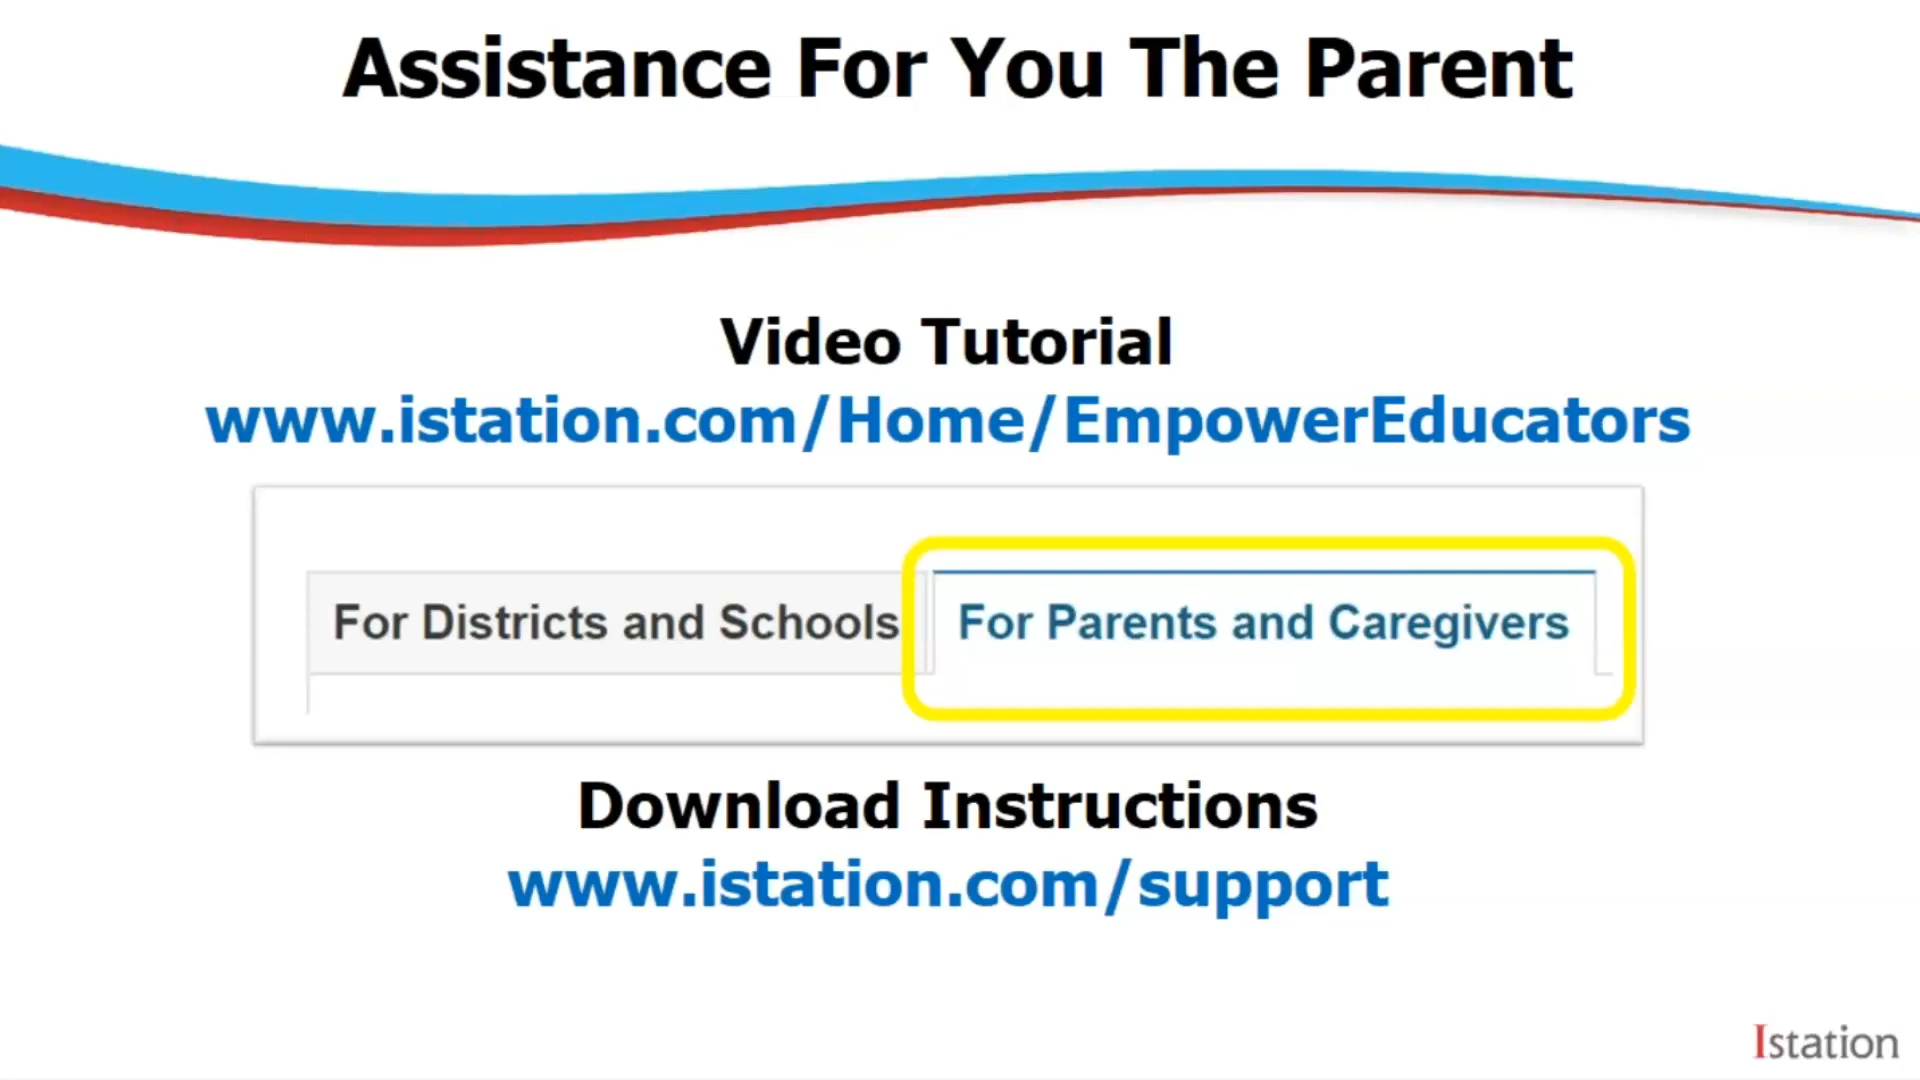 Assistance For You The Parent
Video Tutorial
www.istation.com/Home/EmpowerEducators
For Districts and Schools
For Parents and Caregivers
Download Instructions
www.istation.com/support
Istation